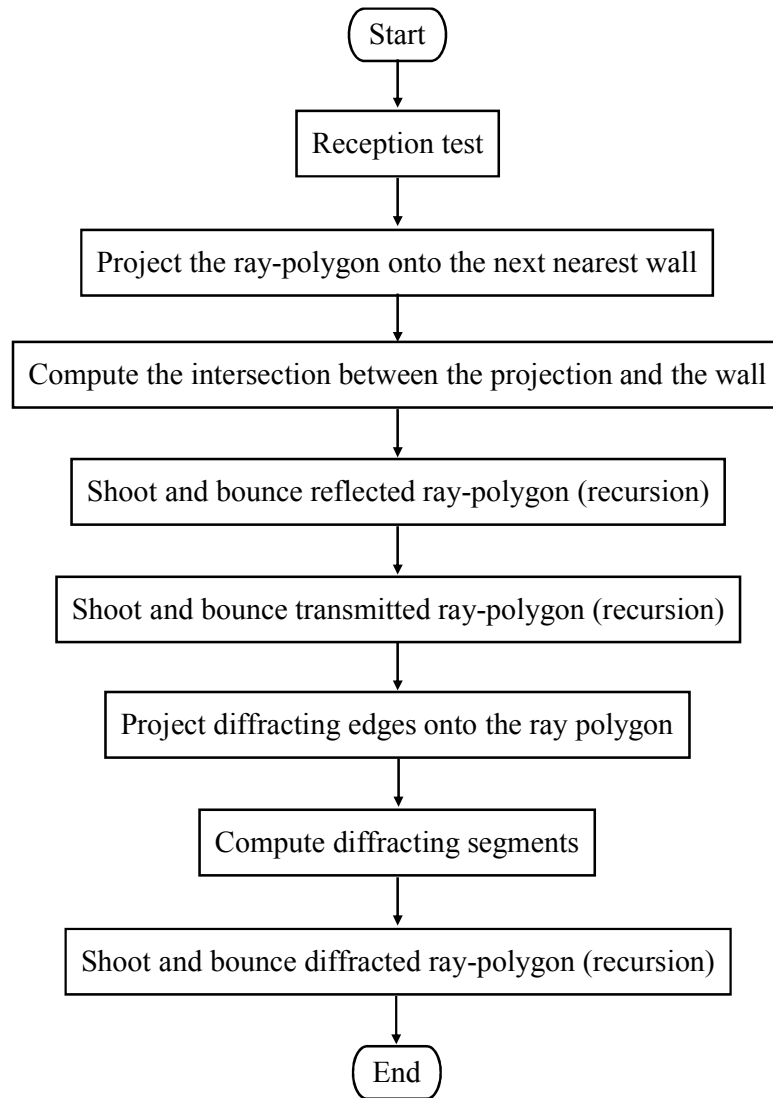 Start
Reception test
Project the ray-polygon onto the next nearest wall
Compute the intersection between the projection and the wall
Shoot and bounce reflected ray-polygon (recursion)
Shoot and bounce transmitted ray-polygon (recursion)
Project diffracting edges onto the ray polygon
Compute diffracting segments
Shoot and bounce diffracted ray-polygon (recursion)
End